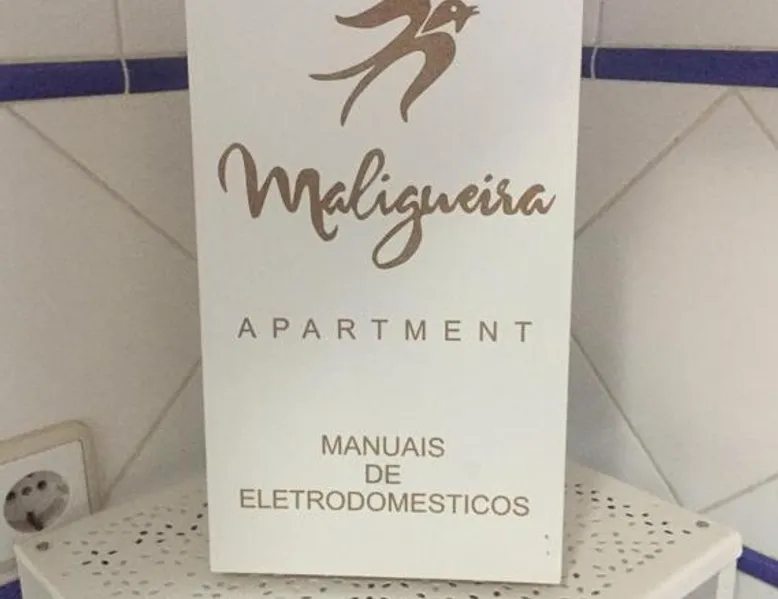 Maligueira
APARTMENT
MANUAIS
DE
ELETRODOMESTICOS